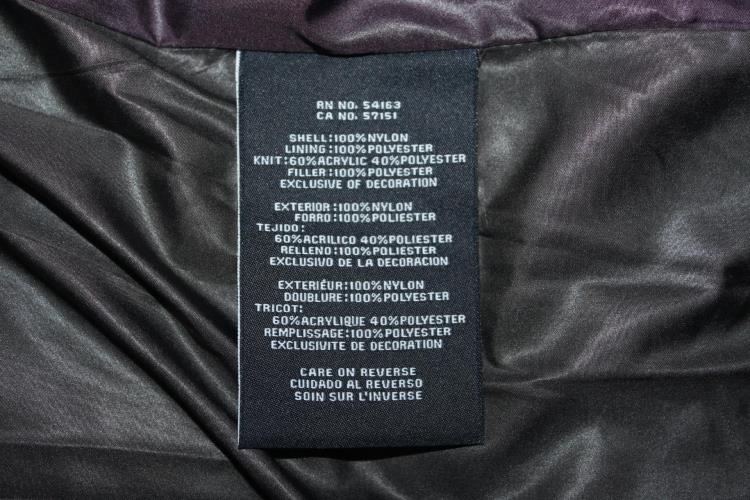 RN NO. 54163
CA NO. 57151
SHELL:100%NYLON
LINING:100%POLYESTER
KNIT:60%ACRYLIC 40%POLYESTER
FILLER:100%POLYESTER
EXCLUSIVE OF DECORATION
EXTERIOR:100%NYLON
FORRO:100%POLIESTER
TEJIDO:
60%ACRILICO 40%POLIESTER
RELLENO:100%POLIESTER
EXCLUSIVO DE LA DECORACION
EXTERIÉUR:100%NYLON
DOUBLURE:100%POLYESTER
TRICOT:
60%ACRYLIQUE 40%POLYESTER
REMPLISSAGE:100%POLYESTER
EXCLUSIVITE DE DECORATION
CARE ON REVERSE
CUIDADO AL REVERSO
SOIN SUR L'INVERSE